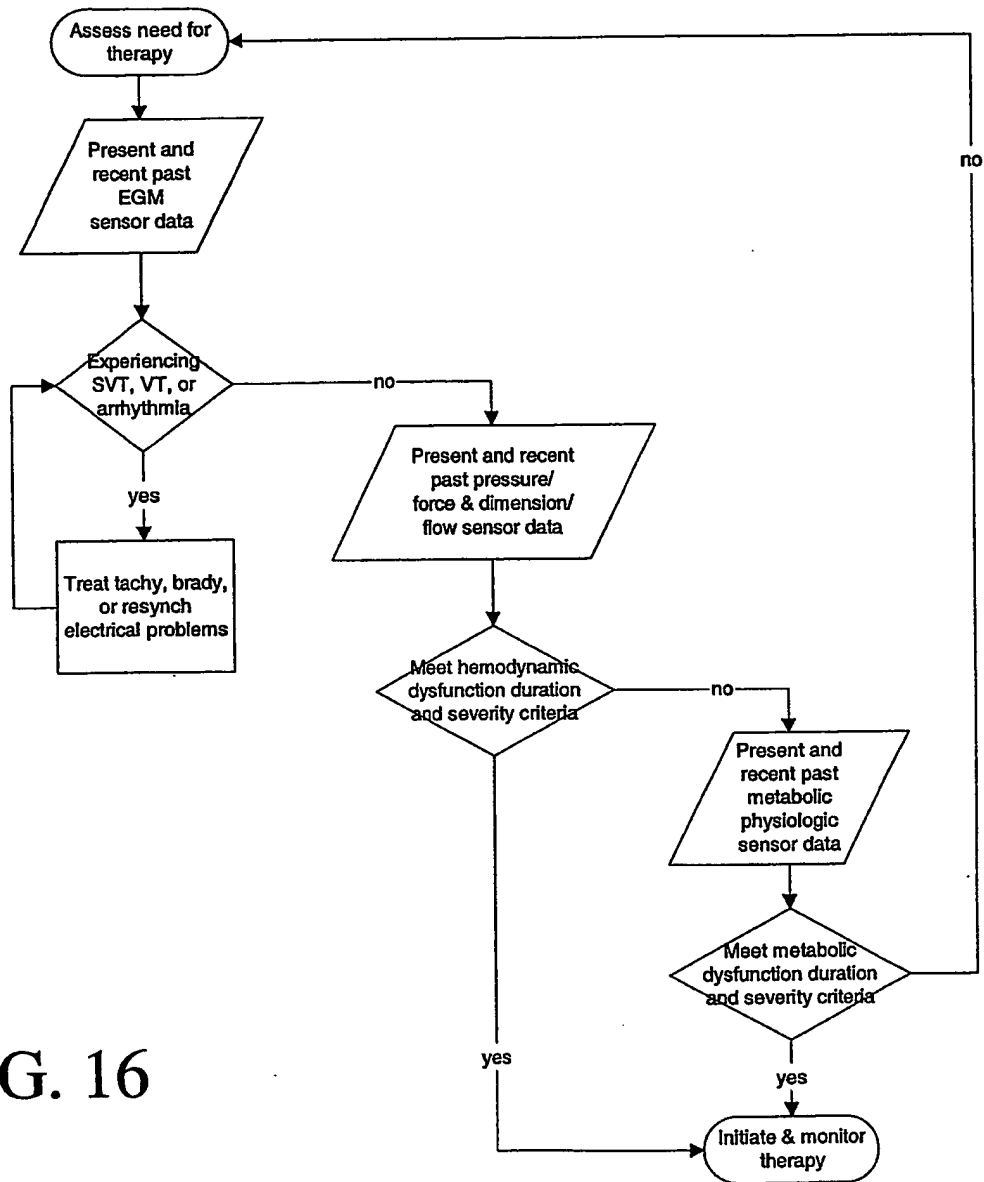 Assess need for
therapy
no
Present and
recent past
EGM
sensor data
Experiencing
SVT, VT, or
arrhythmia
no
yes
Treat tachy, brady,
or resynch
electrical problems
Present and recent
past pressure/
force & dimension/
flow sensor data
Meet hemodynamic
dysfunction duration
and severity criteria
no
Present and
recent past
metabolic
physiologic
sensor data
Meet metabolic
dysfunction duration
and severity criteria
yes
yes
Initiate & monitor
therapy
G. 16